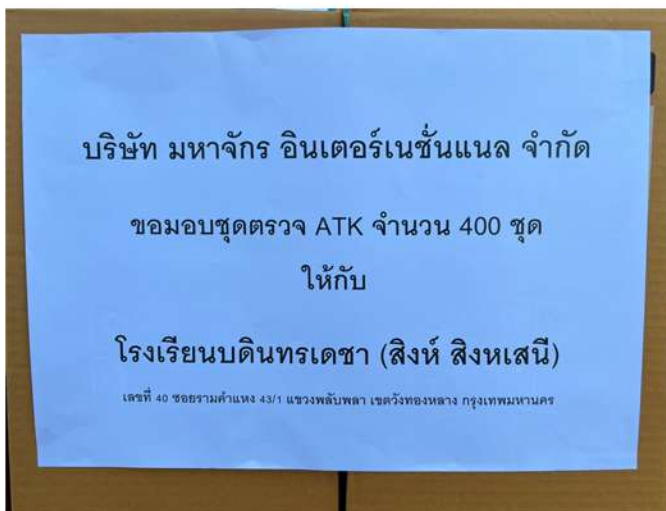 บริษัท มหาจักร อินเตอร์เนชั่นแนล จำกัด
ขอมอบชุดตรวจ ATK จำนวน 400 ชุด
ให้กับ
โรงเรียนบดินทรเดชา (สิงห์ สิงหเสนี)
เลขที่ 40 ซอยรามคำแหง 43/1 แขวงพลับพลา เขตวังทองหลาง กรุงเทพมหานคร